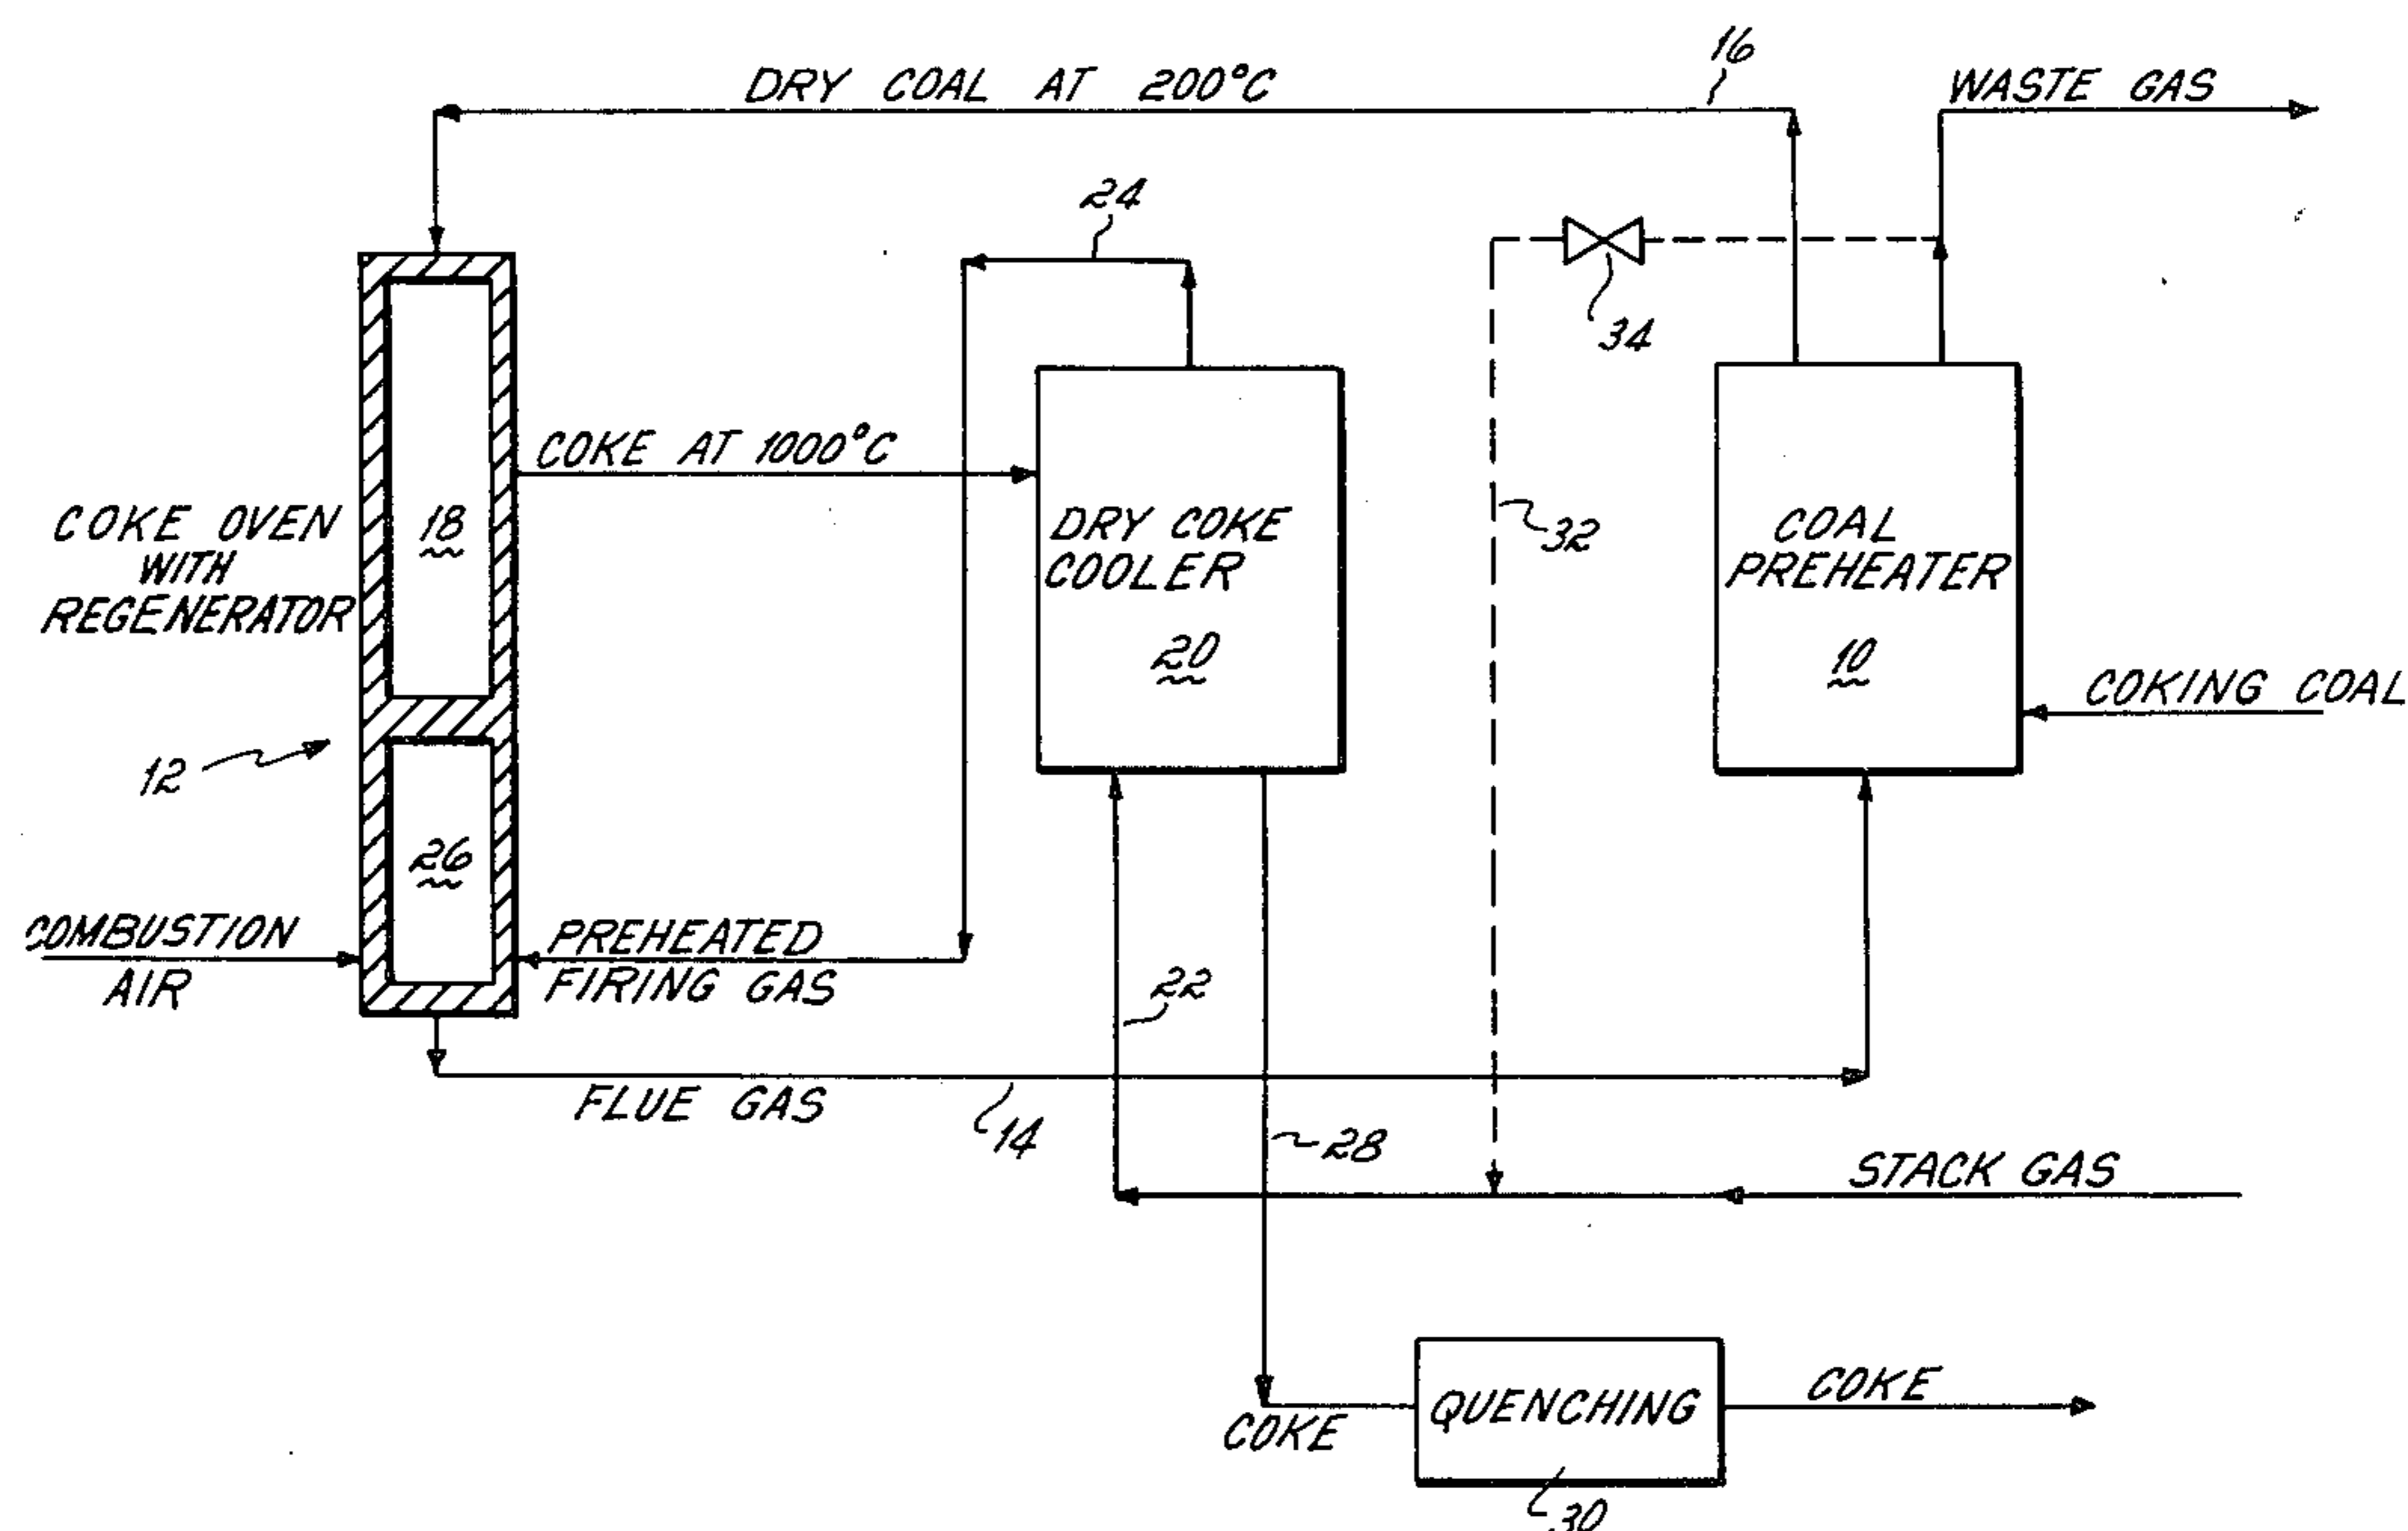 16
DRY COAL AT 200°C
WASTE GAS
24
34
COKE AT 1000°C
COKE OVEN
WITH
REGENERATOR
18
DRY COKE
COOLER
20
32
COAL
PREHEATER
10
COKING COAL
12
26
COMBUSTION
AIR
PREHEATED
FIRING GAS
22
FLUE GAS
14
28
STACK GAS
COKE
QUENCHING
COKE
30